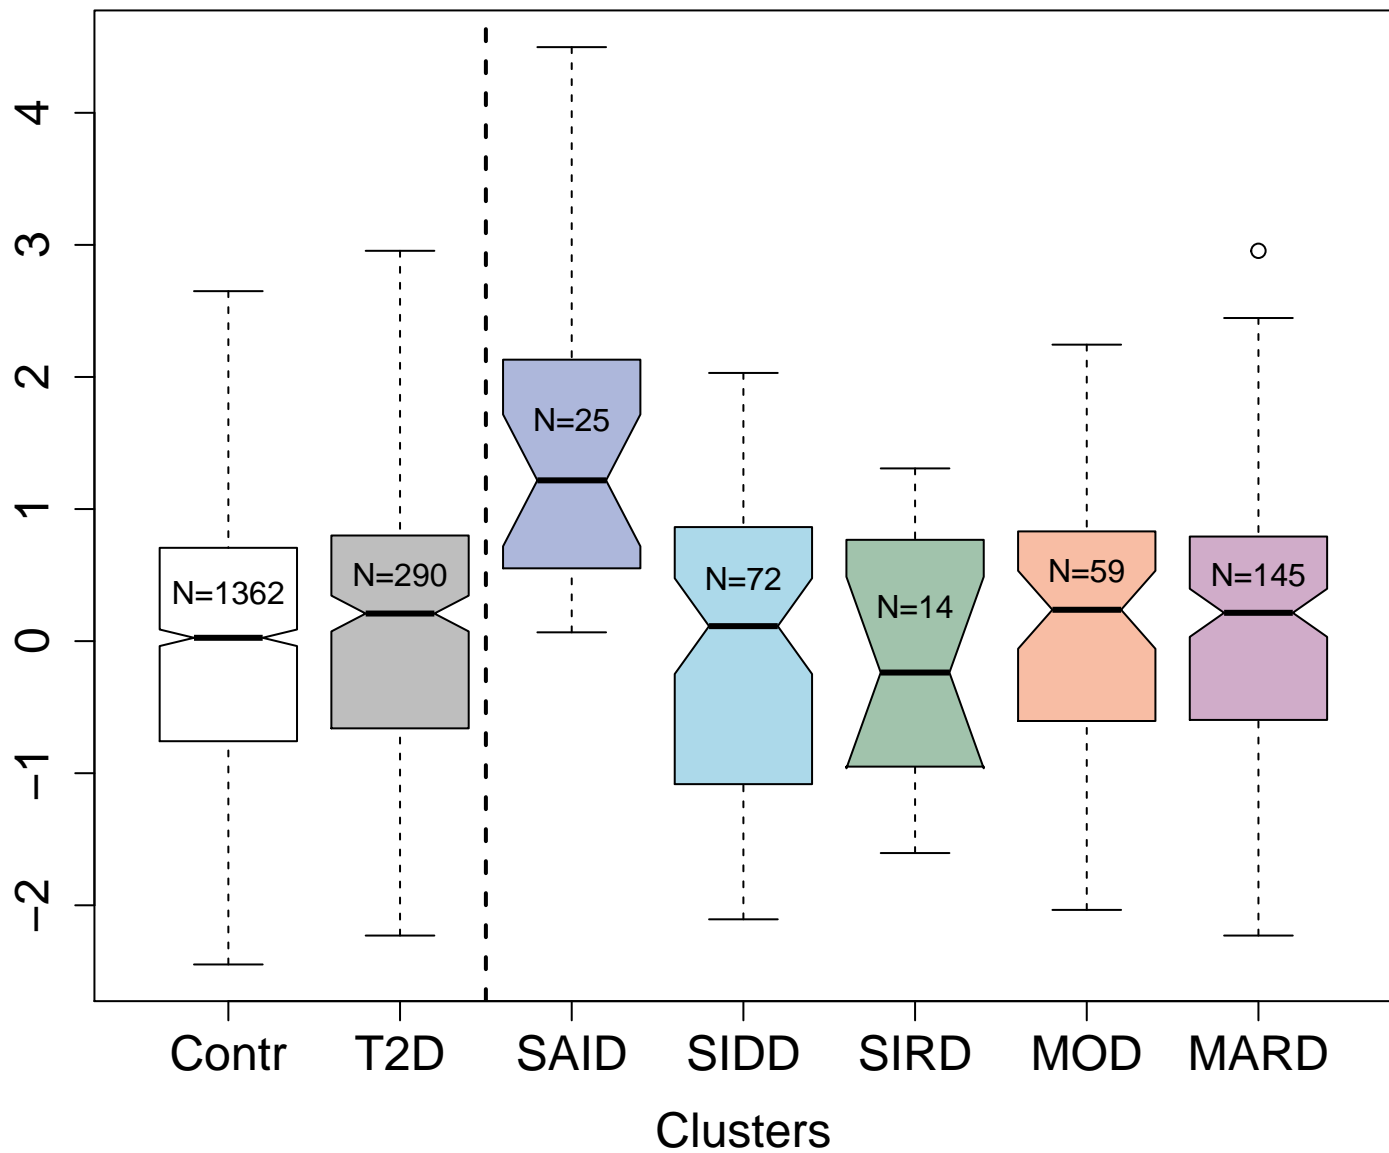 4
3
2
1
0
−1
−2
N=1362
N=290
N=25
N=72
N=14
N=59
N=145
Contr T2D SAID SIDD SIRD MOD MARD
Clusters